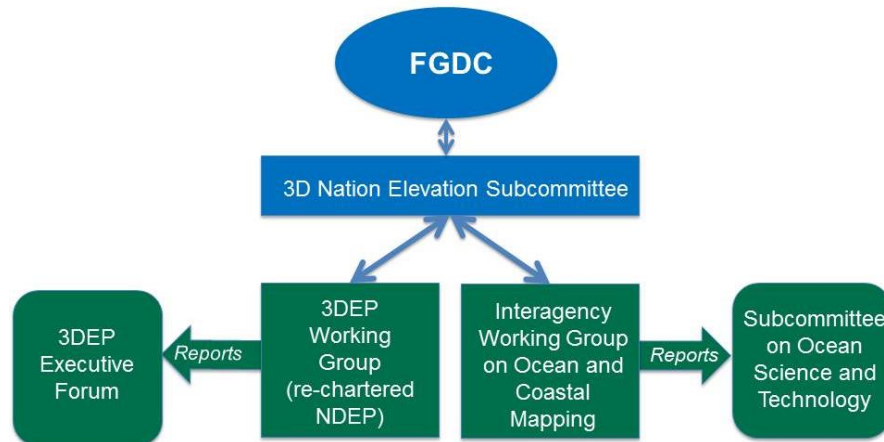 FGDC
3D Nation Elevation Subcommittee
3DEP
Executive
Forum
Reports
3DEP
Working
Group
(re-chartered
NDEP)
Interagency
Working Group
on Ocean and
Coastal
Mapping
Reports
Subcommittee
on Ocean
Science and
Technology